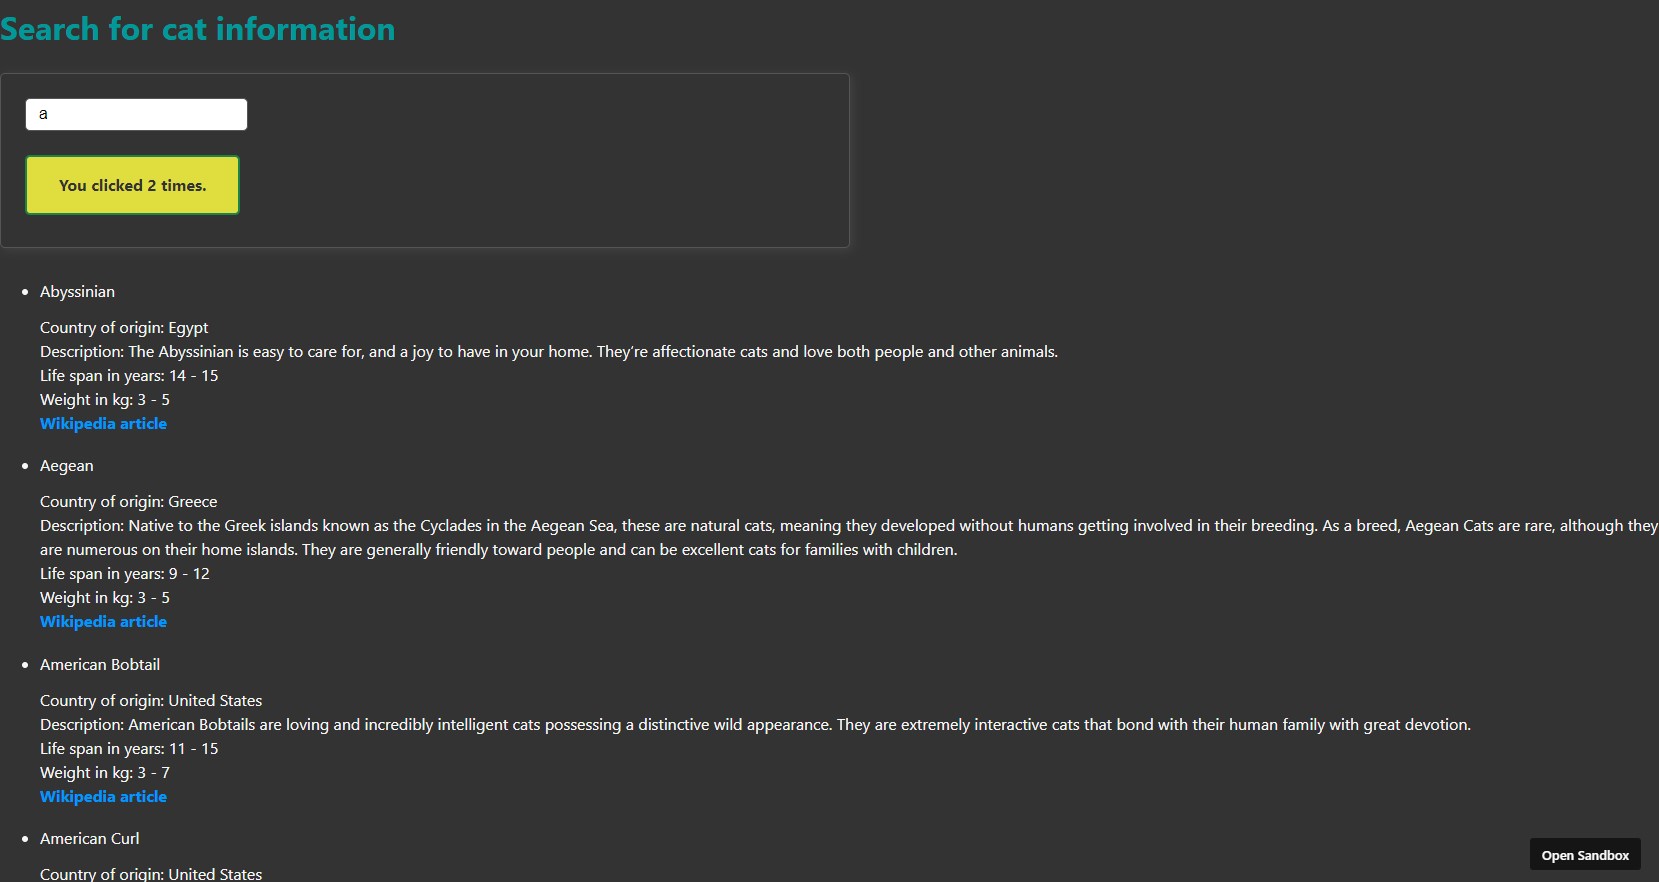 Search for cat information
a
You clicked 2 times.
Abyssinian
Country of origin: Egypt
Description: The Abyssinian is easy to care for, and a joy to have in your home. They’re affectionate cats and love both people and other animals.
Life span in years: 14 - 15
Weight in kg: 3 - 5
Wikipedia article
Aegean
Country of origin: Greece
Description: Native to the Greek islands known as the Cyclades in the Aegean Sea, these are natural cats, meaning they developed without humans getting involved in their breeding. As a breed, Aegean Cats are rare, although they
are numerous on their home islands. They are generally friendly toward people and can be excellent cats for families with children.
Life span in years: 9 - 12
Weight in kg: 3 - 5
Wikipedia article
American Bobtail
Country of origin: United States
Description: American Bobtails are loving and incredibly intelligent cats possessing a distinctive wild appearance. They are extremely interactive cats that bond with their human family with great devotion.
Life span in years: 11 - 15
Weight in kg: 3 - 7
Wikipedia article
American Curl
Country of origin: United States
Open Sandbox